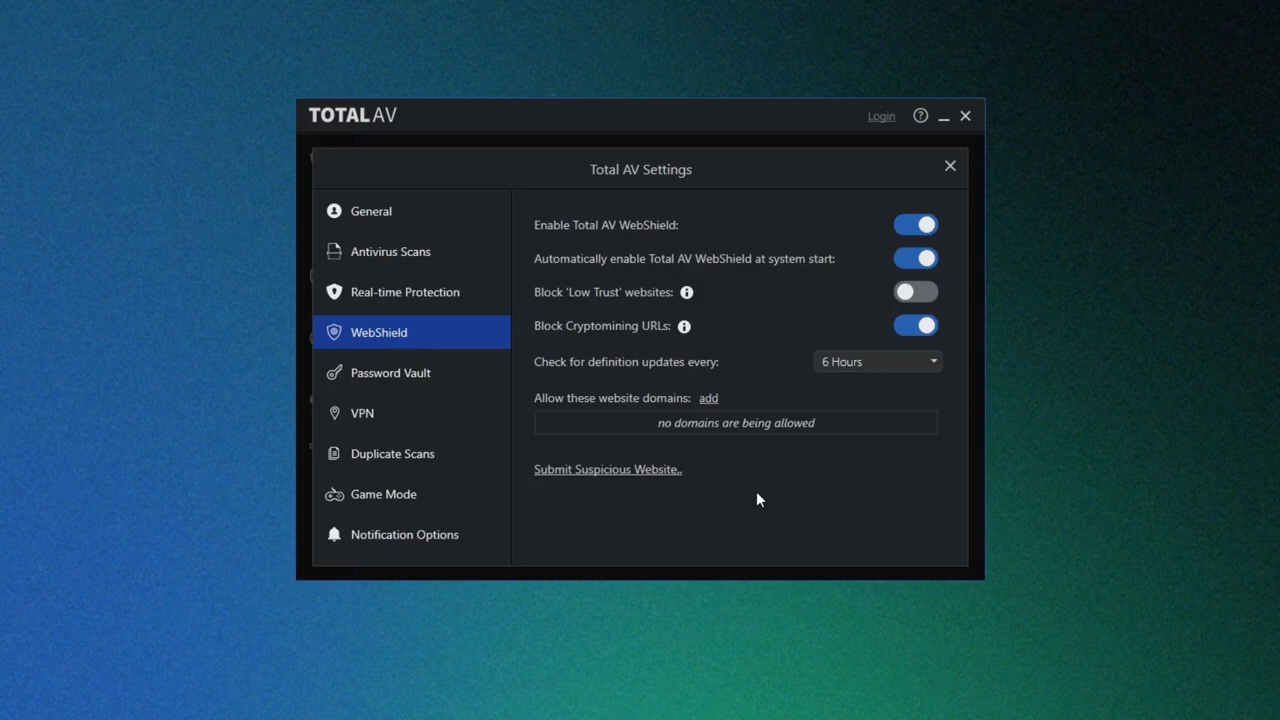 TOTAL AV
Login
Total AV Settings
General
Antivirus Scans
Real-time Protection
WebShield
Password Vault
VPN
Duplicate Scans
Game Mode
Notification Options
Enable Total AV WebShield:
Automatically enable Total AV WebShield at system start:
Block 'Low Trust' websites:
Block Cryptomining URLs:
Check for definition updates every: 6 Hours
Allow these website domains: add
no domains are being allowed
Submit Suspicious Website..